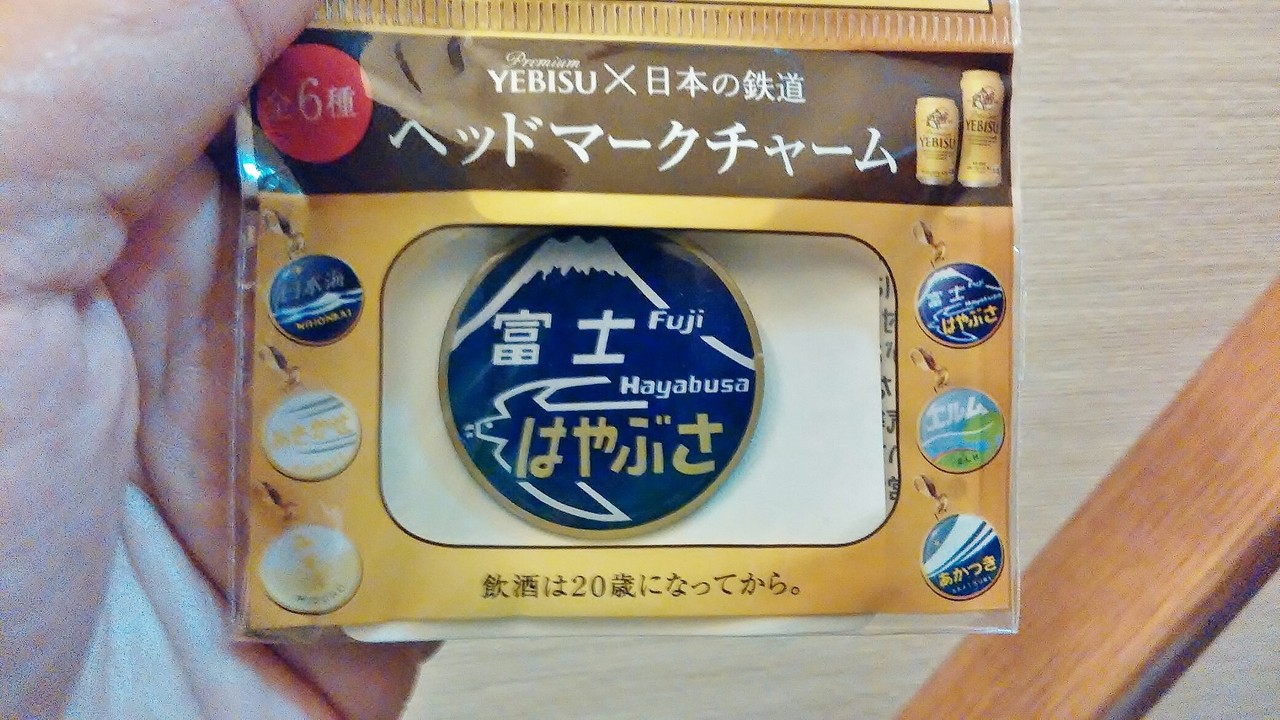 全6種
Premium
YEBISU×日本の鉄道
ヘッドマークチャーム
YEBISU
YEBISU
日本海
NIHONKAI
富士 Fuji
Hayabusa
はやぶさ
富士 Fuji
Hayabusa
はやぶさ
エルム
あかつき
AKATSUKI
飲酒は20歳になってから。